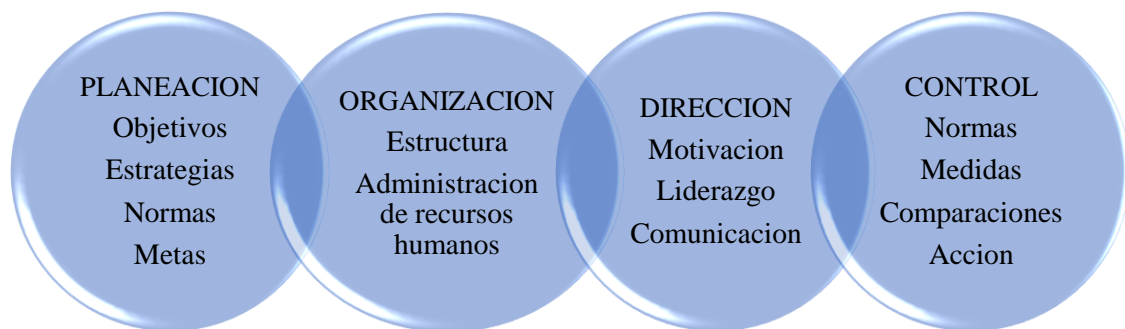 PLANEACION
Objetivos
Estrategias
Normas
Metas
ORGANIZACION
Estructura
Administracion
de recursos
humanos
DIRECCION
Motivacion
Liderazgo
Comunicacion
CONTROL
Normas
Medidas
Comparaciones
Accion